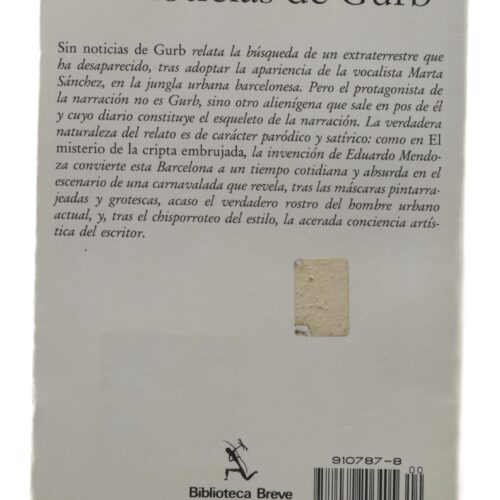 de Gurb
Sin noticias de Gurb relata la búsqueda de un extraterrestre que
ha desaparecido, tras adoptar la apariencia de la vocalista Marta
Sánchez, en la jungla urbana barcelonesa. Pero el protagonista de
la narración no es Gurb, sino otro alienígena que sale en pos de él
y cuyo diario constituye el esqueleto de la narración. La verdadera
naturaleza del relato es de carácter paródico y satírico: como en El
misterio de la cripta embrujada, la invención de Eduardo Mendo-
za convierte esta Barcelona a un tiempo cotidiana y absurda en el
escenario de una carnavalada que revela, tras las máscaras pintarra-
jeadas y grotescas, acaso el verdadero rostro del hombre urbano
actual, y, tras el chisporroteo del estilo, la acerada conciencia artís-
tica del escritor.
910787-8
00
Biblioteca Breve